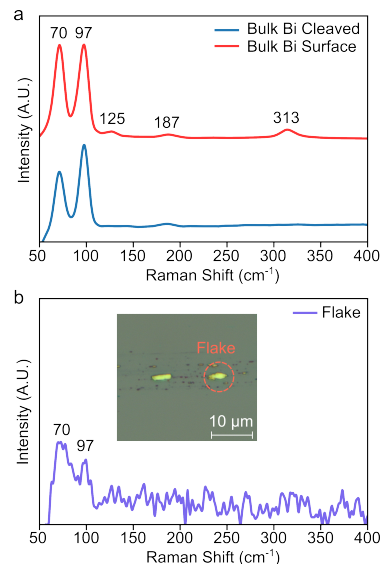 a
Bulk Bi Cleaved
Bulk Bi Surface
70 97
125
187
313
Intensity (A.U.)
50 100 150 200 250 300 350 400
Raman Shift (cm⁻¹)
b
Flake
Flake
10 μm
70
97
Intensity (A.U.)
50 100 150 200 250 300 350 400
Raman Shift (cm⁻¹)